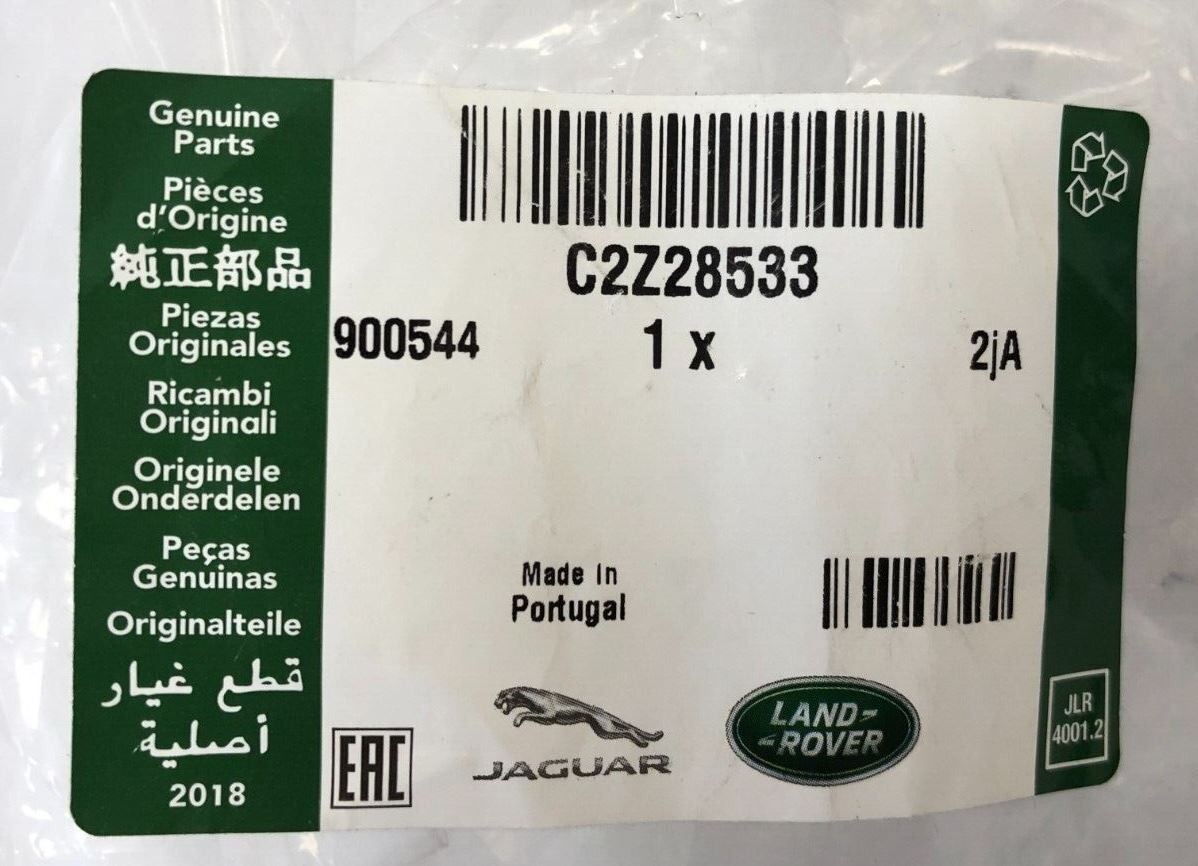 Genuine
Parts
Pièces
d'Origine
純正部品
Piezas
Originales
Ricambi
Originali
Originele
Onderdelen
Peças
Genuinas
Originalteile
قطع غيار
أصلية
2018
C2Z28533
900544 1 x 2jA
Made In
Portugal
EAC
JAGUAR
LAND-
-ROVER
JLR
4001.2